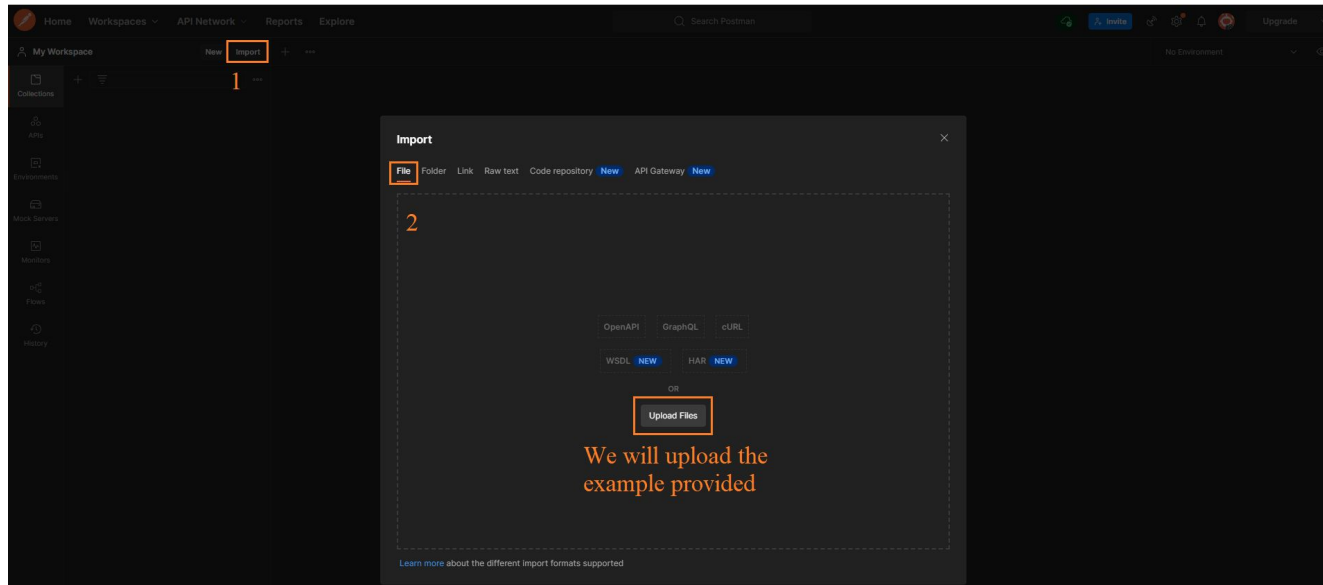 Home Workspaces API Network Reports Explore Search Postman Invite Upgrade
My Workspace New Import No Environment
1
Collections
APIs
Environments
Mock Servers
Monitors
Flows
History
Import
File Folder Link Raw text Code repository New API Gateway New
2
OpenAPI GraphQL cURL
WSDL NEW HAR NEW
OR
Upload Files
We will upload the
example provided
Learn more about the different import formats supported